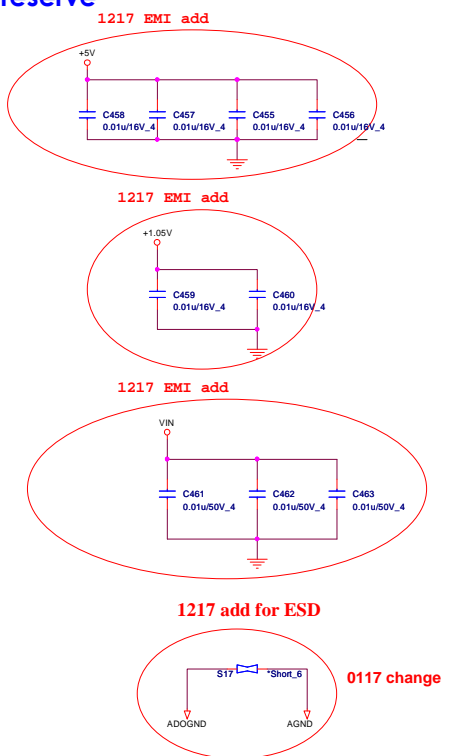 reserve
1217 EMI add
+5V
C458 C457 C455 C456
0.01u/16V_4 0.01u/16V_4 0.01u/16V_4 0.01u/16V_4
1217 EMI add
+1.05V
C459 C460
0.01u/16V_4 0.01u/16V_4
1217 EMI add
VIN
C461 C462 C463
0.01u/50V_4 0.01u/50V_4 0.01u/50V_4
1217 add for ESD
S17 *Short_6
0117 change
ADOGND AGND